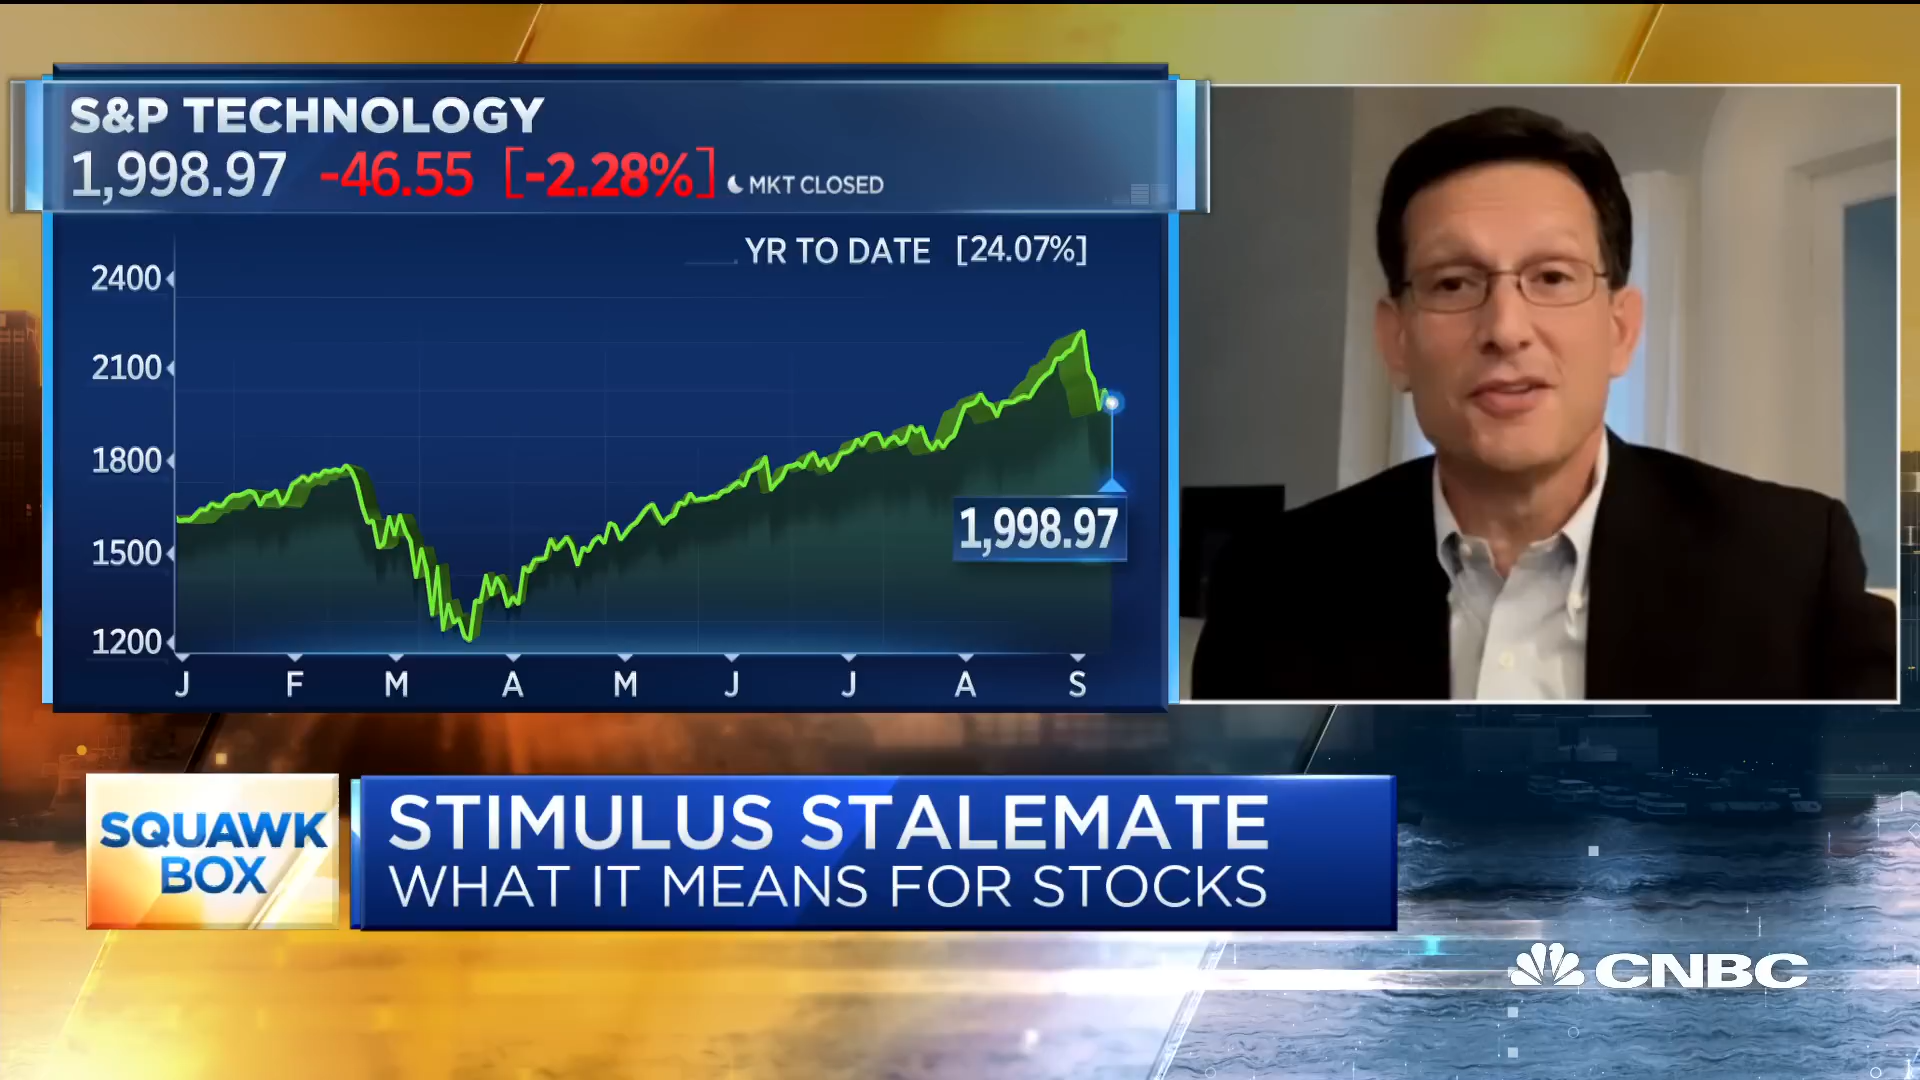 S&P TECHNOLOGY
1,998.97 -46.55 [-2.28%] MKT CLOSED
YR TO DATE [24.07%]
2400
2100
1800
1500
1200
1,998.97
J F M A M J J A S
SQUAWK
BOX
STIMULUS STALEMATE
WHAT IT MEANS FOR STOCKS
CNBC